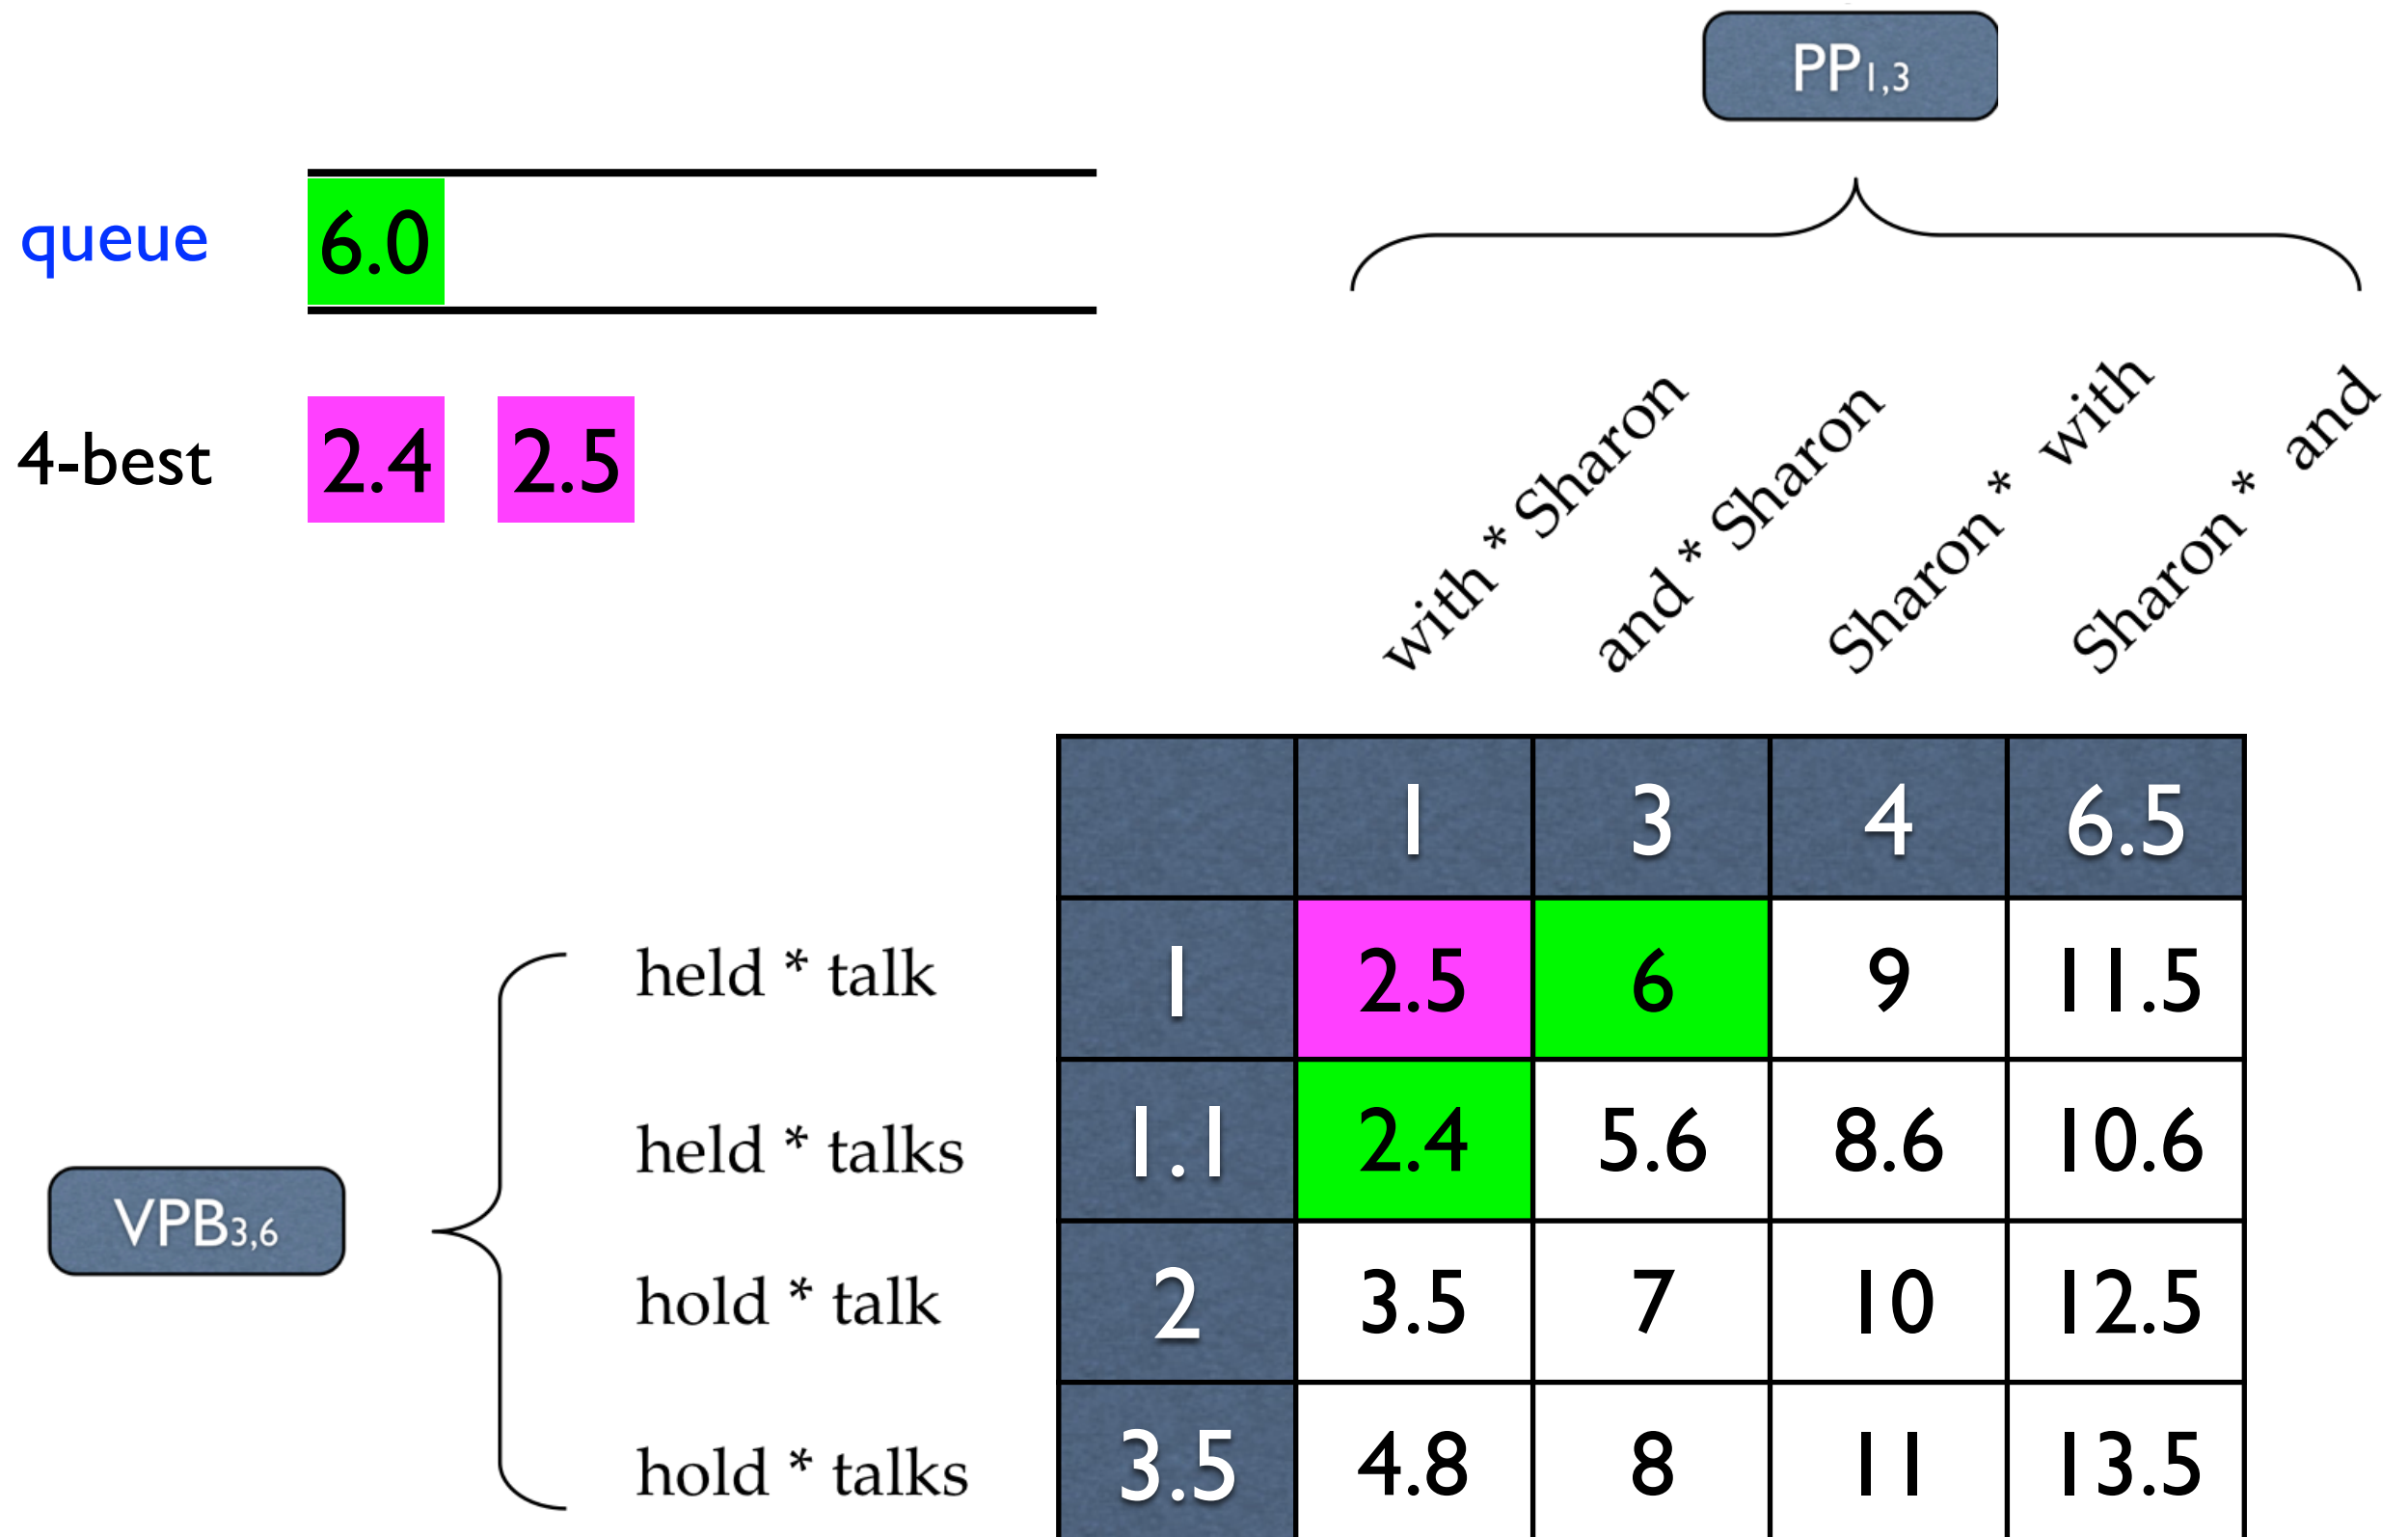 PP1,3
queue 6.0
4-best 2.4 2.5
with * Sharon
and * Sharon
Sharon * with
Sharon * and
1 3 4 6.5
held * talk 1 2.5 6 9 11.5
held * talks 1.1 2.4 5.6 8.6 10.6
VPB3,6
hold * talk 2 3.5 7 10 12.5
hold * talks 3.5 4.8 8 11 13.5